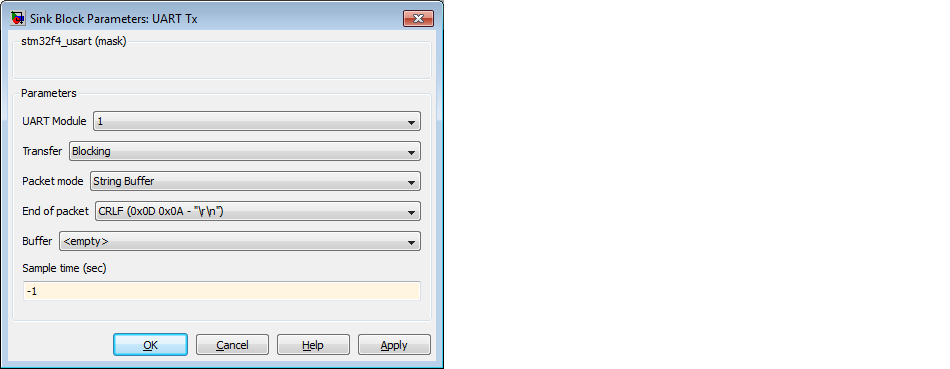 Sink Block Parameters: UART Tx
stm32f4_usart (mask)
Parameters
UART Module 1
Transfer Blocking
Packet mode String Buffer
End of packet CRLF (0x0D 0x0A - "\r\n")
Buffer <empty>
Sample time (sec)
-1
OK Cancel Help Apply